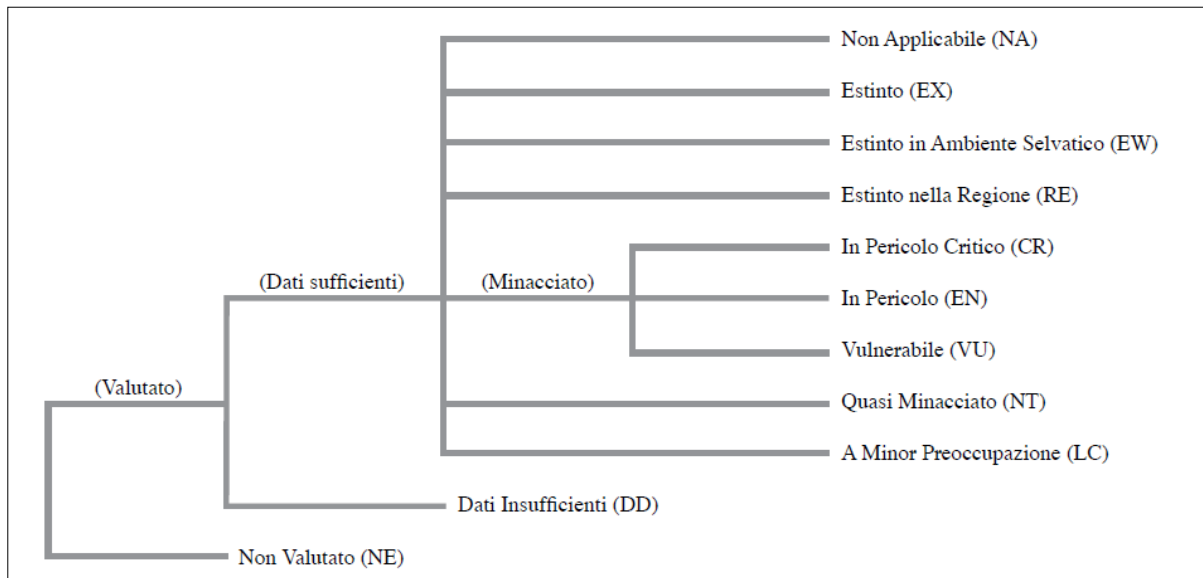 Non Applicabile (NA)
Estinto (EX)
Estinto in Ambiente Selvatico (EW)
Estinto nella Regione (RE)
In Pericolo Critico (CR)
(Dati sufficienti)
(Minacciato)
In Pericolo (EN)
Vulnerabile (VU)
(Valutato)
Quasi Minacciato (NT)
A Minor Preoccupazione (LC)
Dati Insufficienti (DD)
Non Valutato (NE)